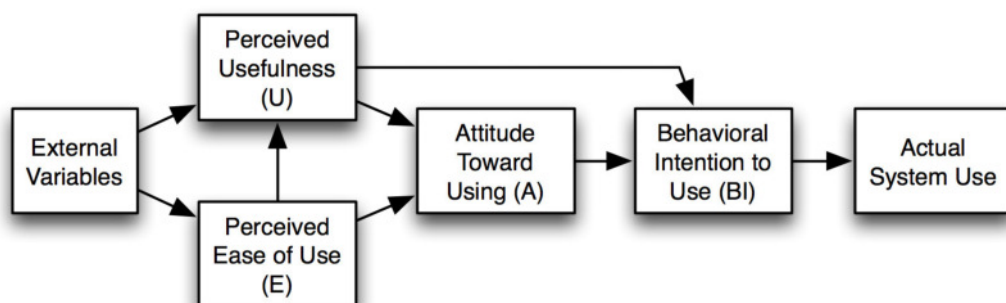 External
Variables
Perceived
Usefulness
(U)
Perceived
Ease of Use
(E)
Attitude
Toward
Using (A)
Behavioral
Intention to
Use (BI)
Actual
System Use